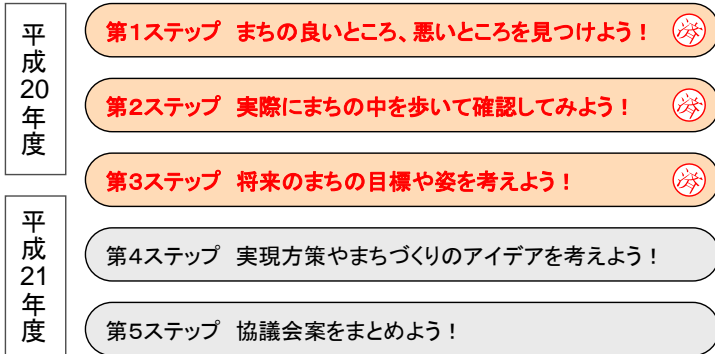 平成20年度
第1ステップ まちの良いところ、悪いところを見つけよう！ 済
第2ステップ 実際にまちの中を歩いて確認してみよう！ 済
第3ステップ 将来のまちの目標や姿を考えよう！ 済
平成21年度
第4ステップ 実現方策やまちづくりのアイデアを考えよう！
第5ステップ 協議会案をまとめよう！